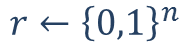 r ← {0,1}ⁿ